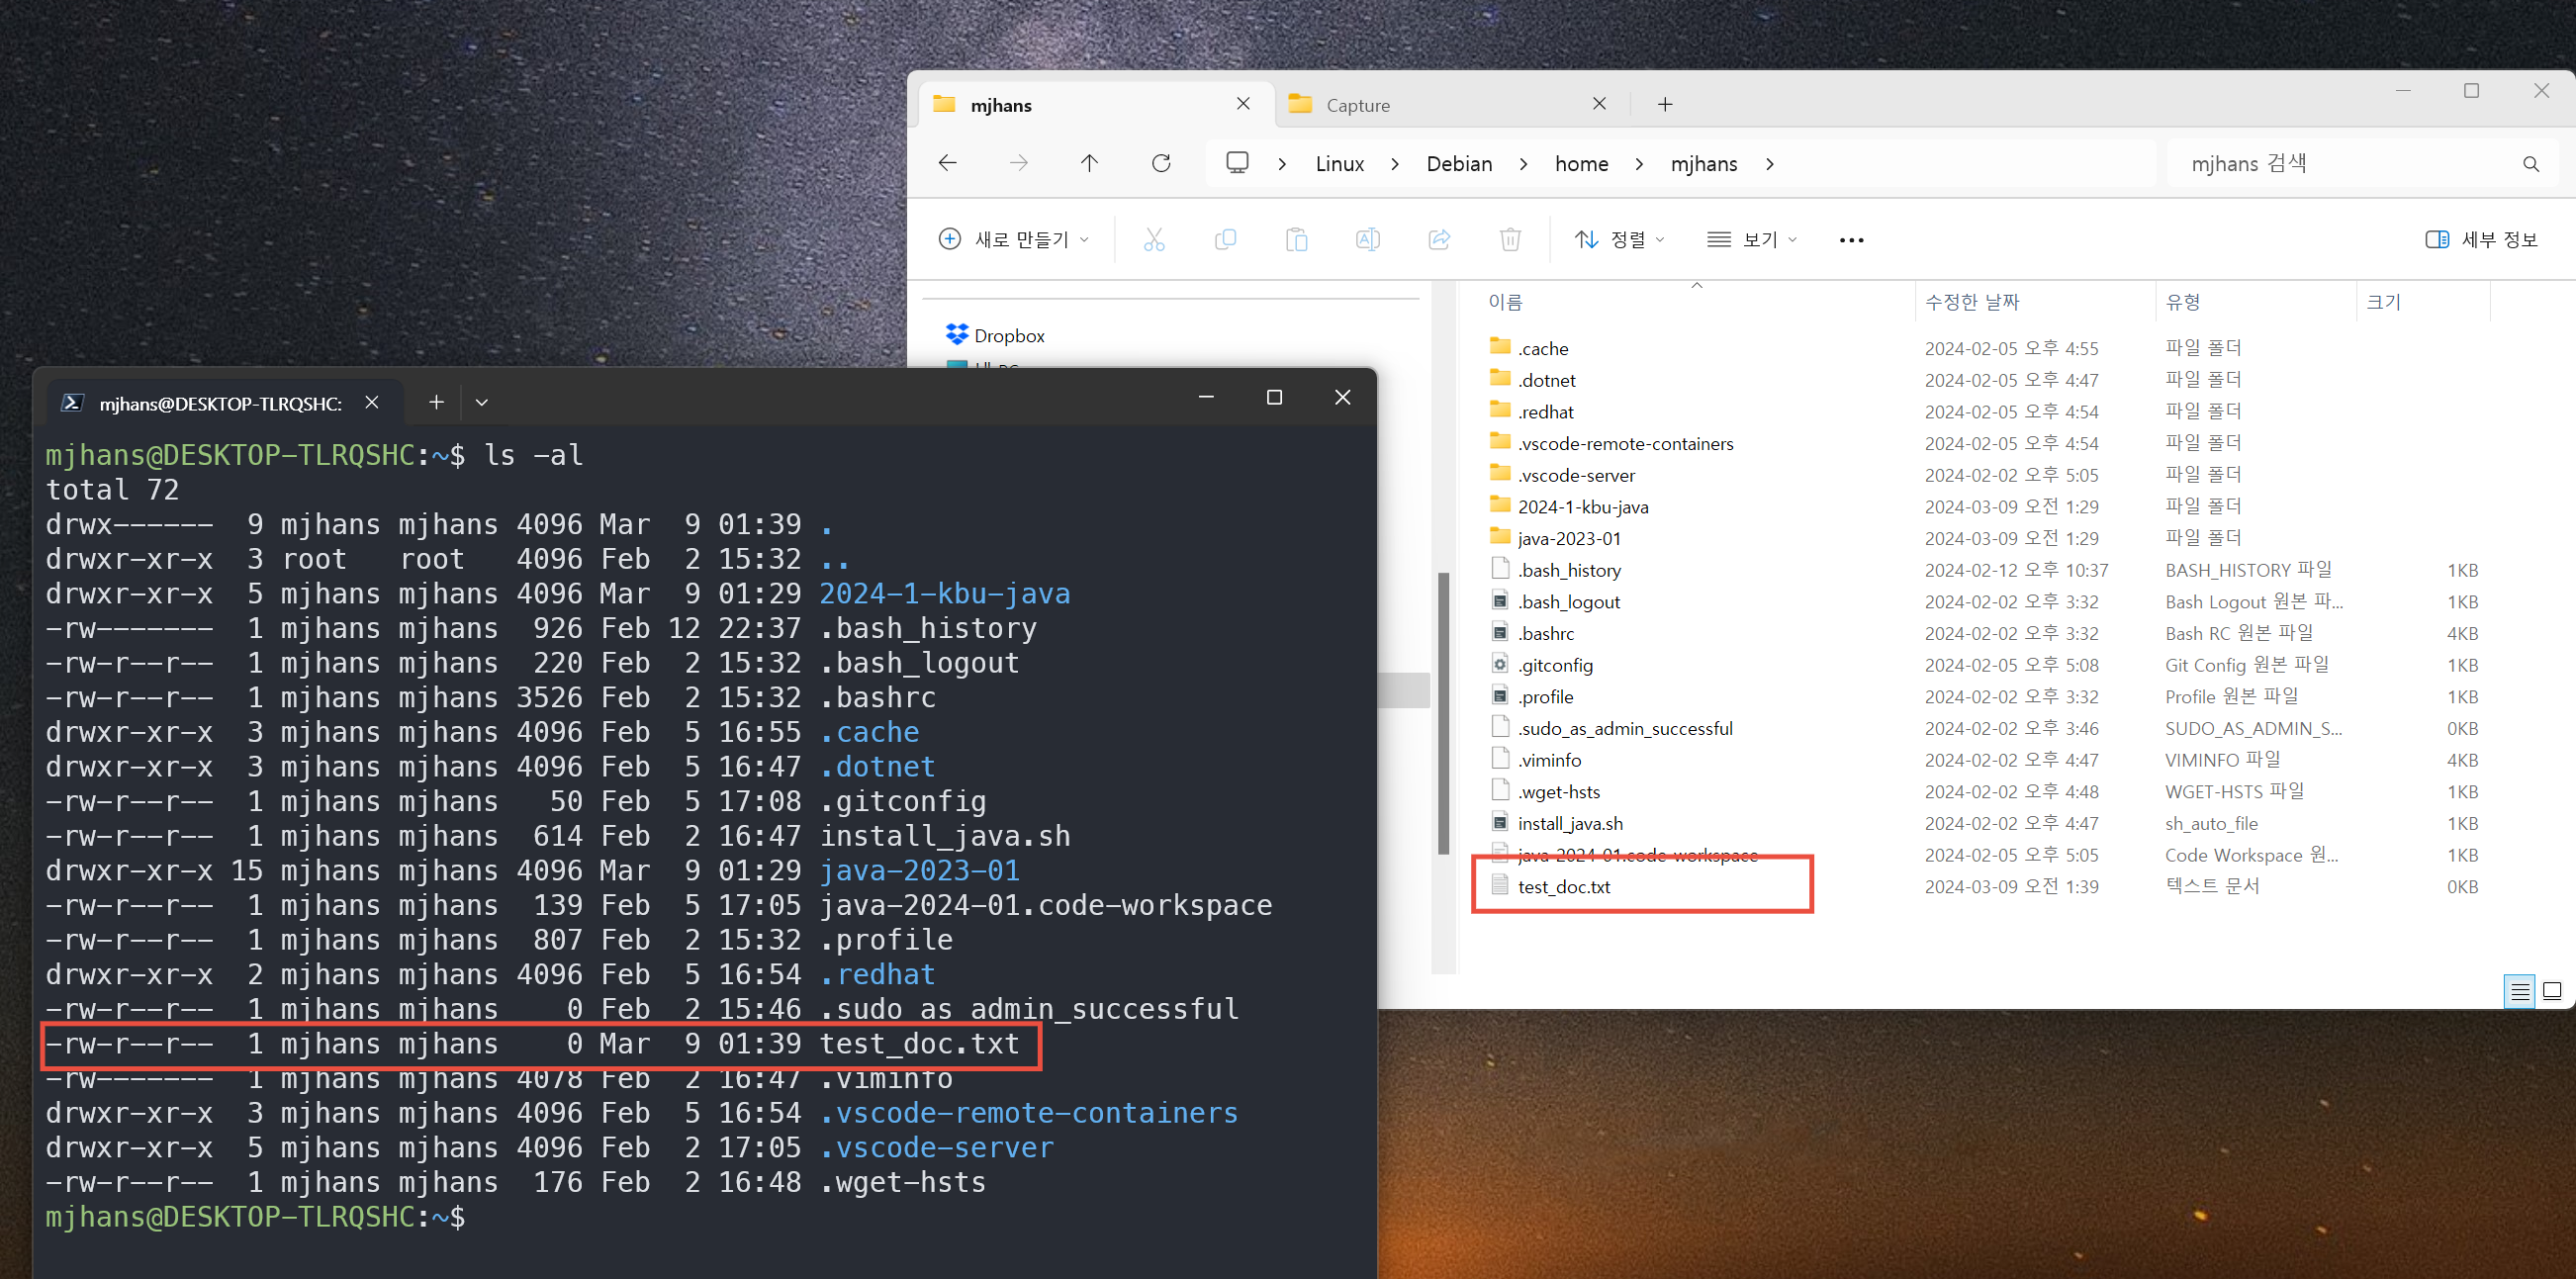 mjhans
Capture
Linux > Debian > home > mjhans >
mjhans 검색
새로 만들기
정렬
보기
세부 정보
이름 수정한 날짜 유형 크기
Dropbox
.cache 2024-02-05 오후 4:55 파일 폴더
.dotnet 2024-02-05 오후 4:47 파일 폴더
.redhat 2024-02-05 오후 4:54 파일 폴더
.vscode-remote-containers 2024-02-05 오후 4:54 파일 폴더
.vscode-server 2024-02-02 오후 5:05 파일 폴더
2024-1-kbu-java 2024-03-09 오전 1:29 파일 폴더
java-2023-01 2024-03-09 오전 1:29 파일 폴더
.bash_history 2024-02-12 오후 10:37 BASH_HISTORY 파일 1KB
.bash_logout 2024-02-02 오후 3:32 Bash Logout 원본 파... 1KB
.bashrc 2024-02-02 오후 3:32 Bash RC 원본 파일 4KB
.gitconfig 2024-02-05 오후 5:08 Git Config 원본 파일 1KB
.profile 2024-02-02 오후 3:32 Profile 원본 파일 1KB
.sudo_as_admin_successful 2024-02-02 오후 3:46 SUDO_AS_ADMIN_S... 0KB
.viminfo 2024-02-02 오후 4:47 VIMINFO 파일 4KB
.wget-hsts 2024-02-02 오후 4:48 WGET-HSTS 파일 1KB
install_java.sh 2024-02-02 오후 4:47 sh_auto_file 1KB
java-2024-01.code-workspace 2024-02-05 오후 5:05 Code Workspace 원... 1KB
test_doc.txt 2024-03-09 오전 1:39 텍스트 문서 0KB
mjhans@DESKTOP-TLRQSHC:
mjhans@DESKTOP-TLRQSHC:~$ ls -al
total 72
drwx------ 9 mjhans mjhans 4096 Mar 9 01:39 .
drwxr-xr-x 3 root root 4096 Feb 2 15:32 ..
drwxr-xr-x 5 mjhans mjhans 4096 Mar 9 01:29 2024-1-kbu-java
-rw------- 1 mjhans mjhans 926 Feb 12 22:37 .bash_history
-rw-r--r-- 1 mjhans mjhans 220 Feb 2 15:32 .bash_logout
-rw-r--r-- 1 mjhans mjhans 3526 Feb 2 15:32 .bashrc
drwxr-xr-x 3 mjhans mjhans 4096 Feb 5 16:55 .cache
drwxr-xr-x 3 mjhans mjhans 4096 Feb 5 16:47 .dotnet
-rw-r--r-- 1 mjhans mjhans 50 Feb 5 17:08 .gitconfig
-rw-r--r-- 1 mjhans mjhans 614 Feb 2 16:47 install_java.sh
drwxr-xr-x 15 mjhans mjhans 4096 Mar 9 01:29 java-2023-01
-rw-r--r-- 1 mjhans mjhans 139 Feb 5 17:05 java-2024-01.code-workspace
-rw-r--r-- 1 mjhans mjhans 807 Feb 2 15:32 .profile
drwxr-xr-x 2 mjhans mjhans 4096 Feb 5 16:54 .redhat
-rw-r--r-- 1 mjhans mjhans 0 Feb 2 15:46 .sudo_as_admin_successful
-rw-r--r-- 1 mjhans mjhans 0 Mar 9 01:39 test_doc.txt
-rw------- 1 mjhans mjhans 4078 Feb 2 16:47 .viminfo
drwxr-xr-x 3 mjhans mjhans 4096 Feb 5 16:54 .vscode-remote-containers
drwxr-xr-x 5 mjhans mjhans 4096 Feb 2 17:05 .vscode-server
-rw-r--r-- 1 mjhans mjhans 176 Feb 2 16:48 .wget-hsts
mjhans@DESKTOP-TLRQSHC:~$